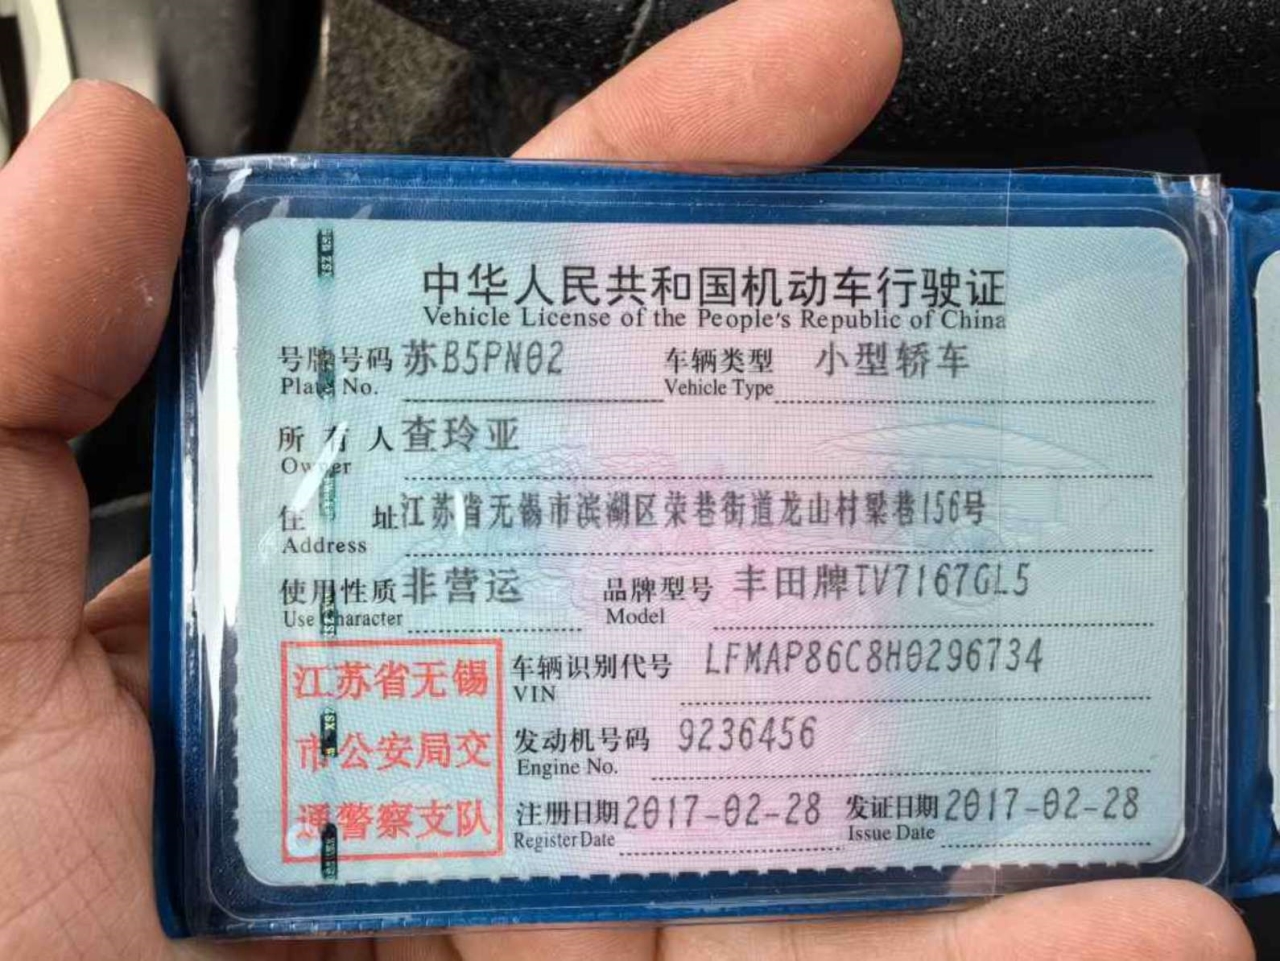 中华人民共和国机动车行驶证
Vehicle License of the People's Republic of China
号牌号码 苏B5PN02 车辆类型 小型轿车
Plate No. Vehicle Type
所有人 查玲亚
Owner
住址 江苏省无锡市滨湖区荣巷街道龙山村梁巷156号
Address
使用性质 非营运 品牌型号 丰田牌TV7167GL5
Use Character Model
江苏省无锡
市公安局交
通警察支队
车辆识别代号 LFMAP86C8H0296734
VIN
发动机号码 9236456
Engine No.
注册日期 2017-02-28 发证日期 2017-02-28
Register Date Issue Date